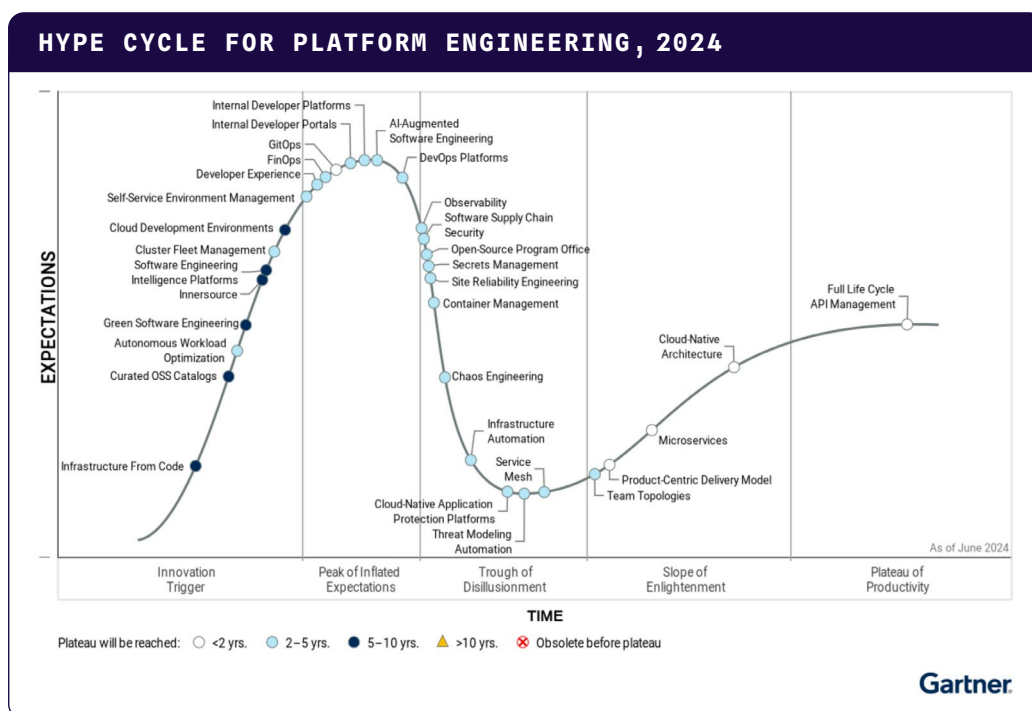 HYPE CYCLE FOR PLATFORM ENGINEERING, 2024
EXPECTATIONS
Internal Developer Platforms
Internal Developer Portals
GitOps
FinOps
Developer Experience
Self-Service Environment Management
Cloud Development Environments
Cluster Fleet Management
Software Engineering
Intelligence Platforms
Innersource
Green Software Engineering
Autonomous Workload
Optimization
Curated OSS Catalogs
Infrastructure From Code
AI-Augmented
Software Engineering
DevOps Platforms
Observability
Software Supply Chain
Security
Open-Source Program Office
Secrets Management
Site Reliability Engineering
Container Management
Chaos Engineering
Infrastructure
Automation
Service
Mesh
Cloud-Native Application
Protection Platforms
Threat Modeling
Automation
Team Topologies
Product-Centric Delivery Model
Microservices
Cloud-Native
Architecture
Full Life Cycle
API Management
As of June 2024
Innovation
Trigger
Peak of Inflated
Expectations
Trough of
Disillusionment
Slope of
Enlightenment
Plateau of
Productivity
TIME
Plateau will be reached: <2 yrs. 2–5 yrs. 5–10 yrs. >10 yrs. Obsolete before plateau
Gartner.